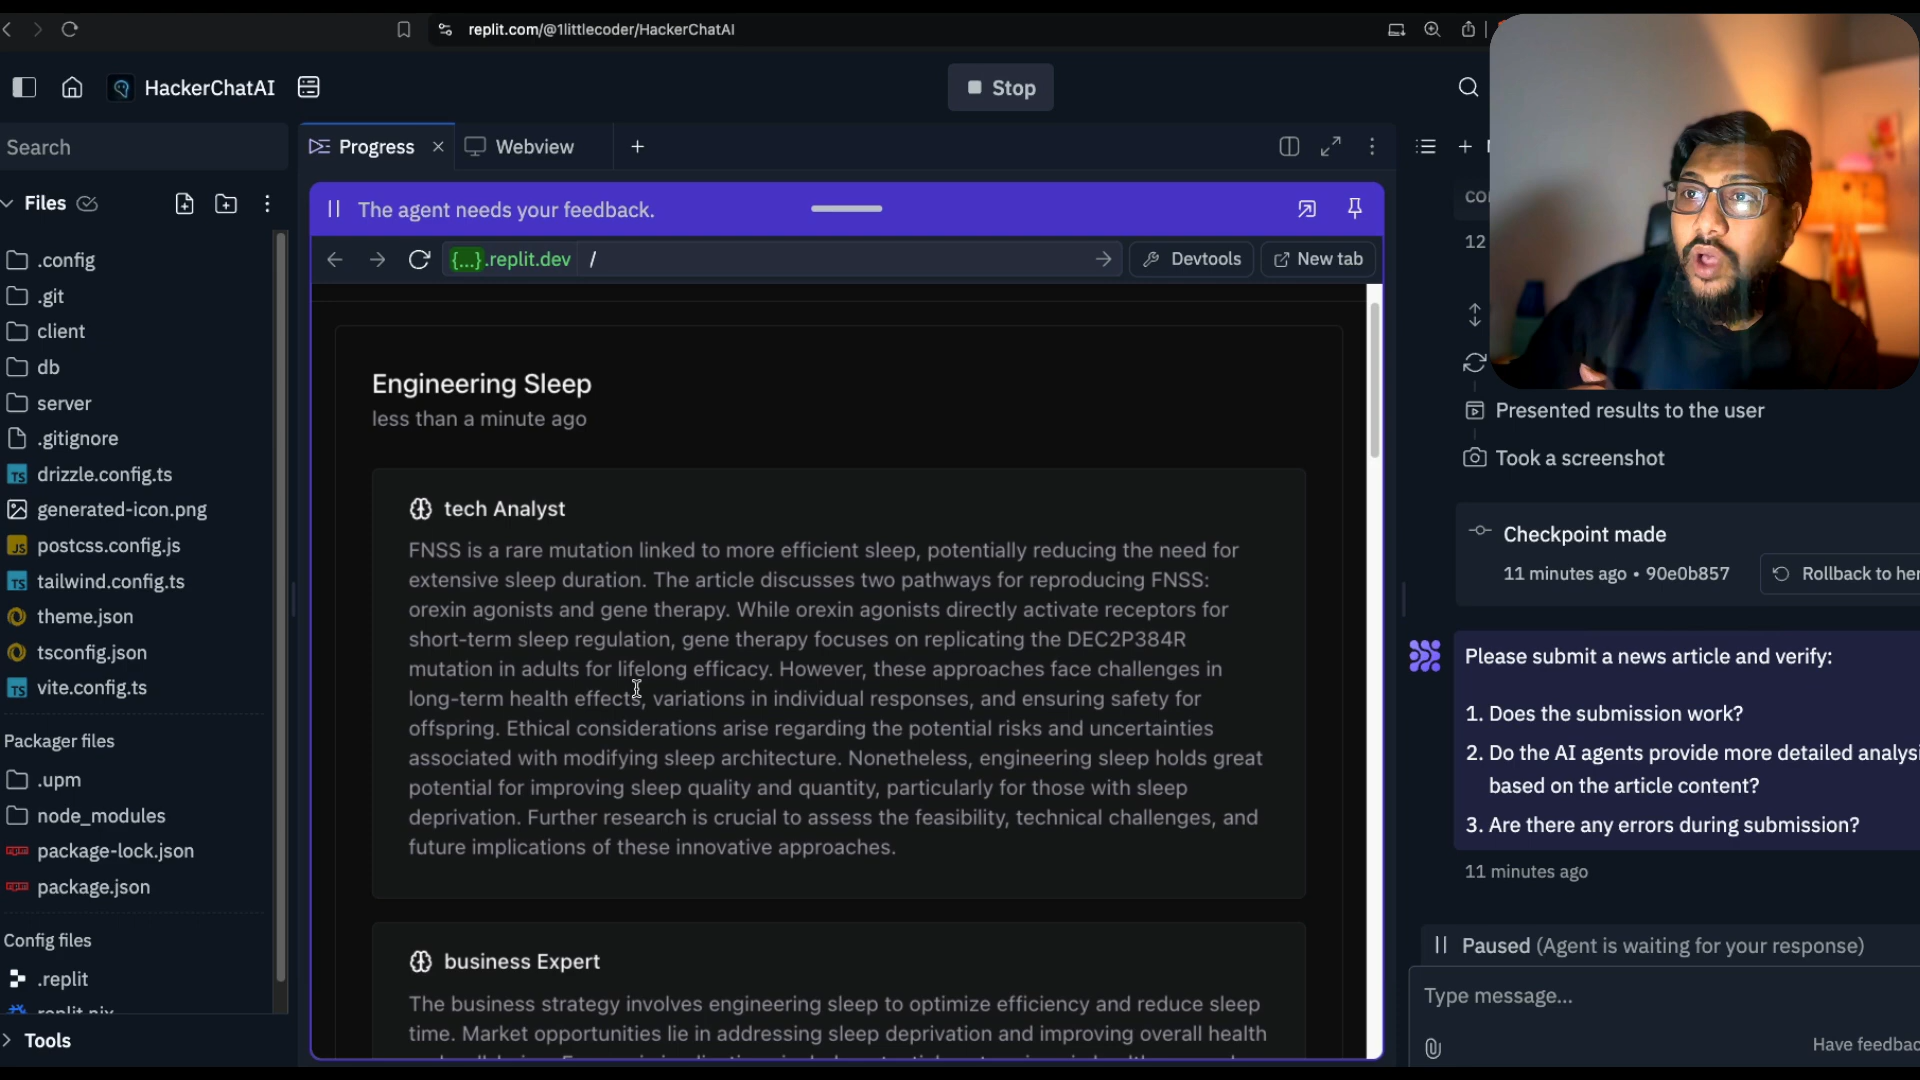 replit.com/@1littlecoder/HackerChatAI
HackerChatAI
Stop
Search
Progress
Webview
Files
The agent needs your feedback.
{...}.replit.dev
/
Devtools
New tab
.config
.git
client
db
server
.gitignore
drizzle.config.ts
generated-icon.png
postcss.config.js
tailwind.config.ts
theme.json
tsconfig.json
vite.config.ts
Packager files
.upm
node_modules
package-lock.json
package.json
Config files
.replit
Tools
Engineering Sleep
less than a minute ago
tech Analyst
FNSS is a rare mutation linked to more efficient sleep, potentially reducing the need for
extensive sleep duration. The article discusses two pathways for reproducing FNSS:
orexin agonists and gene therapy. While orexin agonists directly activate receptors for
short-term sleep regulation, gene therapy focuses on replicating the DEC2P384R
mutation in adults for lifelong efficacy. However, these approaches face challenges in
long-term health effects, variations in individual responses, and ensuring safety for
offspring. Ethical considerations arise regarding the potential risks and uncertainties
associated with modifying sleep architecture. Nonetheless, engineering sleep holds great
potential for improving sleep quality and quantity, particularly for those with sleep
deprivation. Further research is crucial to assess the feasibility, technical challenges, and
future implications of these innovative approaches.
business Expert
The business strategy involves engineering sleep to optimize efficiency and reduce sleep
time. Market opportunities lie in addressing sleep deprivation and improving overall health
12
Presented results to the user
Took a screenshot
Checkpoint made
11 minutes ago • 90e0b857
Rollback to her
Please submit a news article and verify:
1. Does the submission work?
2. Do the AI agents provide more detailed analysi
based on the article content?
3. Are there any errors during submission?
11 minutes ago
Paused (Agent is waiting for your response)
Type message...
Have feedbac